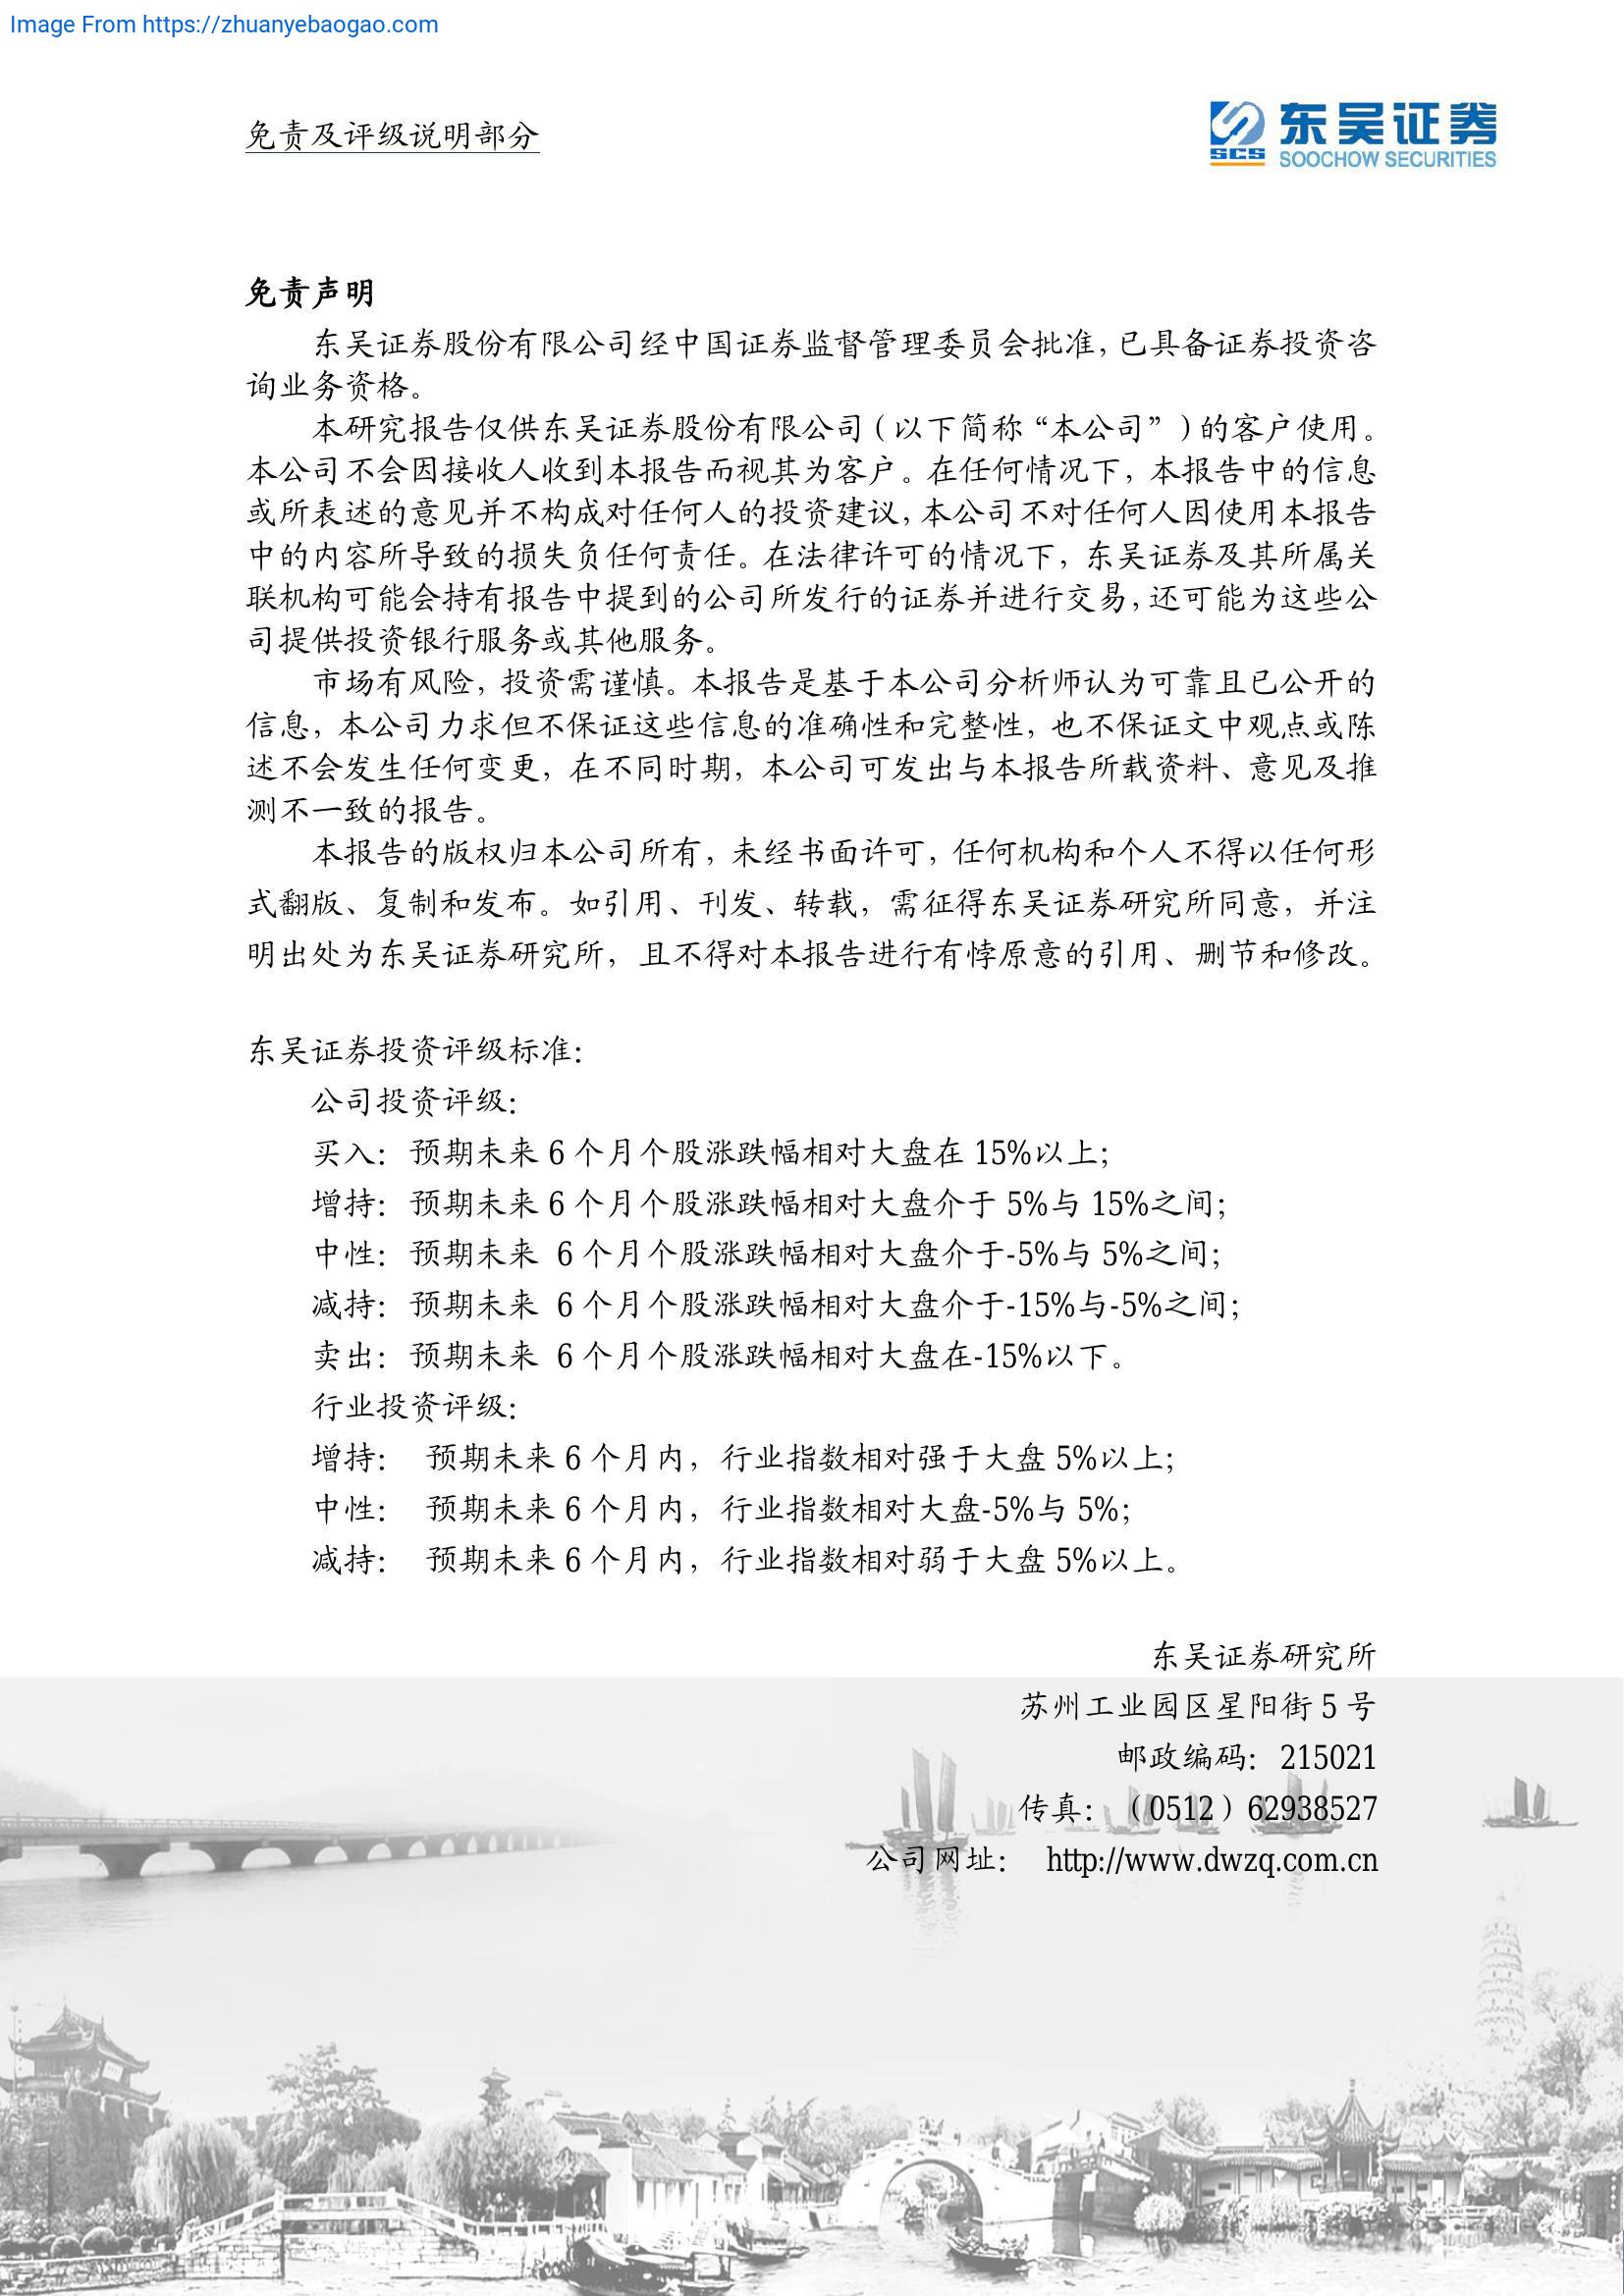 Image From https://zhuanyebaogao.com
免责及评级说明部分
东吴证券
SCS
SOOCHOW SECURITIES
免责声明
东吴证券股份有限公司经中国证券监督管理委员会批准，已具备证券投资咨
询业务资格。
本研究报告仅供东吴证券股份有限公司（以下简称“本公司”）的客户使用。
本公司不会因接收人收到本报告而视其为客户。在任何情况下，本报告中的信息
或所表述的意见并不构成对任何人的投资建议，本公司不对任何人因使用本报告
中的内容所导致的损失负任何责任。在法律许可的情况下，东吴证券及其所属关
联机构可能会持有报告中提到的公司所发行的证券并进行交易，还可能为这些公
司提供投资银行服务或其他服务。
市场有风险，投资需谨慎。本报告是基于本公司分析师认为可靠且已公开的
信息，本公司力求但不保证这些信息的准确性和完整性，也不保证文中观点或陈
述不会发生任何变更，在不同时期，本公司可发出与本报告所载资料、意见及推
测不一致的报告。
本报告的版权归本公司所有，未经书面许可，任何机构和个人不得以任何形
式翻版、复制和发布。如引用、刊发、转载，需征得东吴证券研究所同意，并注
明出处为东吴证券研究所，且不得对本报告进行有悖原意的引用、删节和修改。
东吴证券投资评级标准：
公司投资评级：
买入：预期未来 6 个月个股涨跌幅相对大盘在 15%以上；
增持：预期未来 6 个月个股涨跌幅相对大盘介于 5%与 15%之间；
中性：预期未来 6 个月个股涨跌幅相对大盘介于-5%与 5%之间；
减持：预期未来 6 个月个股涨跌幅相对大盘介于-15%与-5%之间；
卖出：预期未来 6 个月个股涨跌幅相对大盘在-15%以下。
行业投资评级：
增持： 预期未来 6 个月内，行业指数相对强于大盘 5%以上；
中性： 预期未来 6 个月内，行业指数相对大盘-5%与 5%；
减持： 预期未来 6 个月内，行业指数相对弱于大盘 5%以上。
东吴证券研究所
苏州工业园区星阳街 5 号
邮政编码：215021
传真：（0512）62938527
公司网址： http://www.dwzq.com.cn